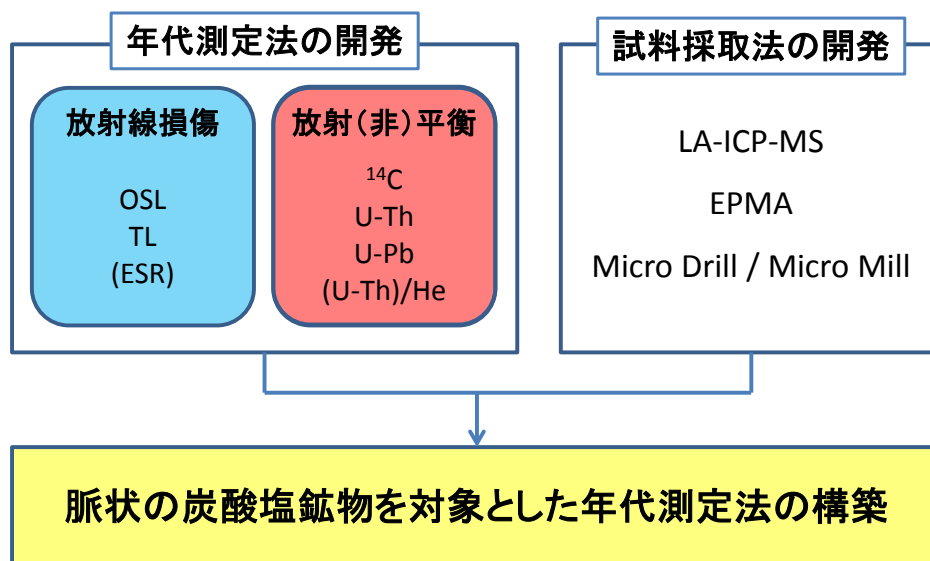 年代測定法の開発
放射線損傷
OSL
TL
(ESR)
放射(非)平衡
¹⁴C
U-Th
U-Pb
(U-Th)/He
試料採取法の開発
LA-ICP-MS
EPMA
Micro Drill / Micro Mill
脈状の炭酸塩鉱物を対象とした年代測定法の構築